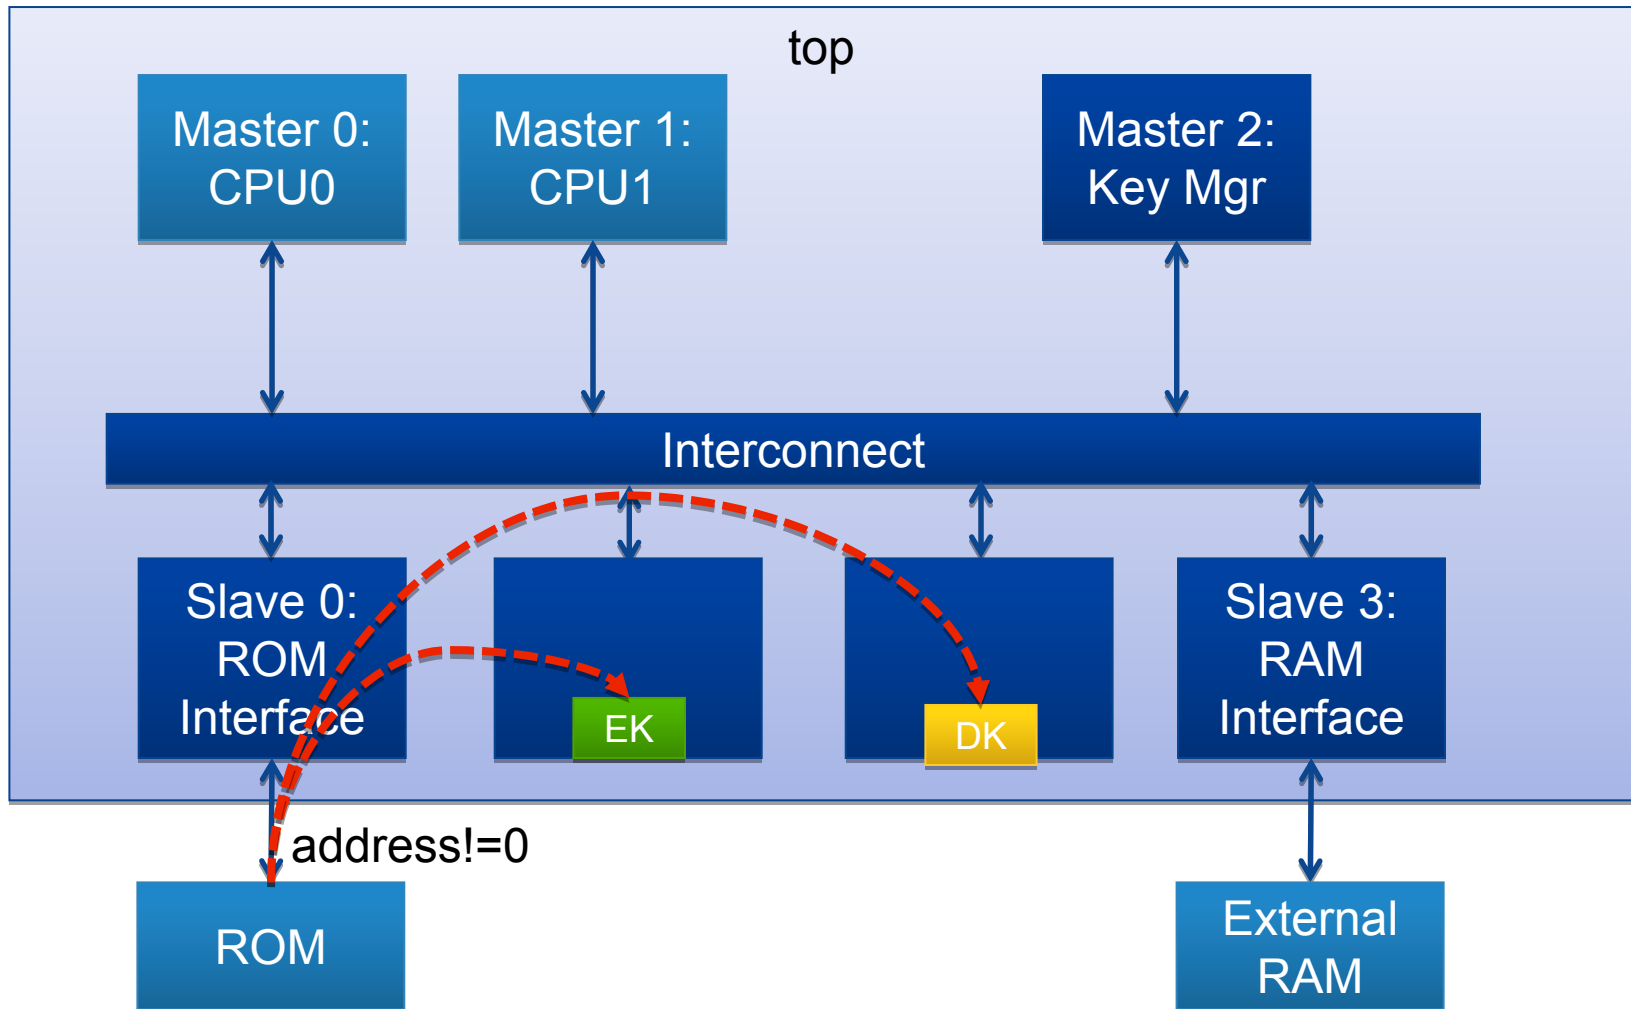 top
Master 0:
CPU0
Master 1:
CPU1
Master 2:
Key Mgr
Interconnect
Slave 0:
ROM
Interface
EK
DK
Slave 3:
RAM
Interface
address!=0
ROM
External
RAM